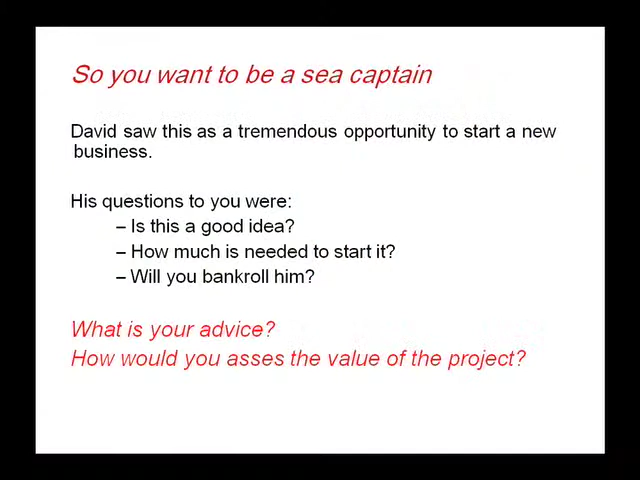 So you want to be a sea captain
David saw this as a tremendous opportunity to start a new
business.
His questions to you were:
– Is this a good idea?
– How much is needed to start it?
– Will you bankroll him?
What is your advice?
How would you asses the value of the project?